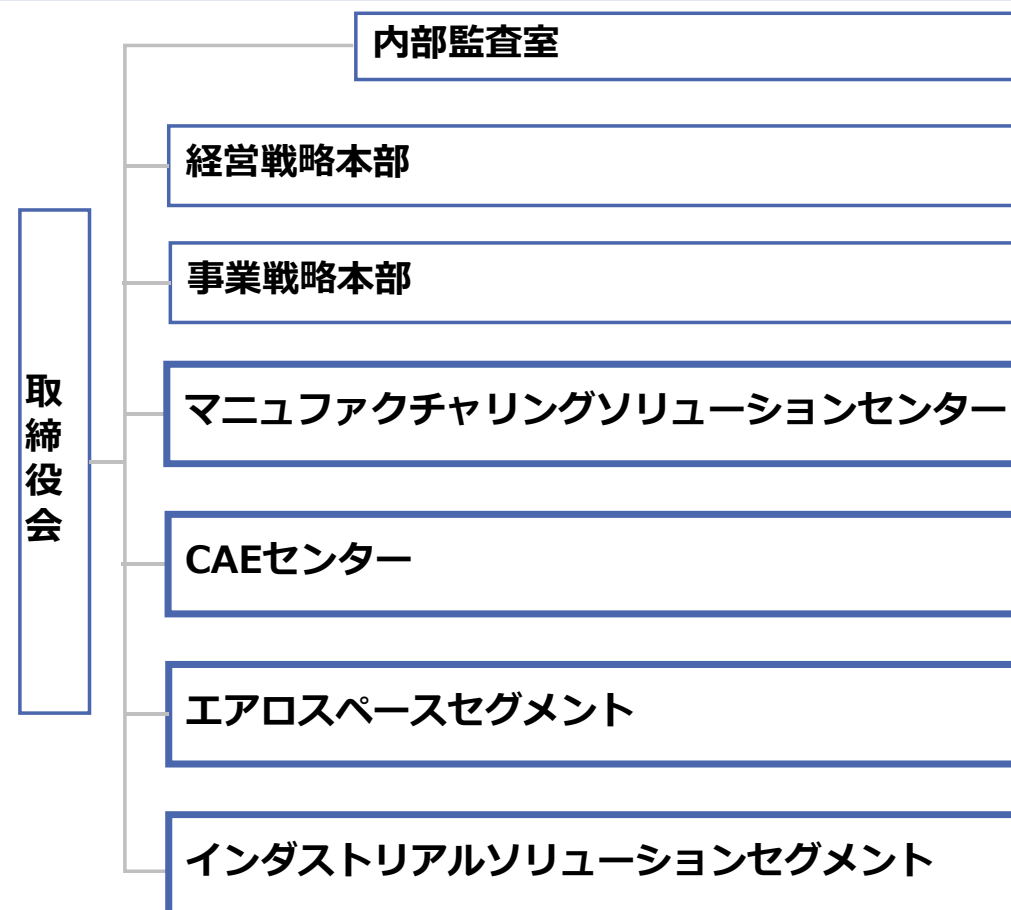 内部監査室
経営戦略本部
事業戦略本部
取締役会
マニュファクチャリングソリューションセンター
CAEセンター
エアロスペースセグメント
インダストリアルソリューションセグメント